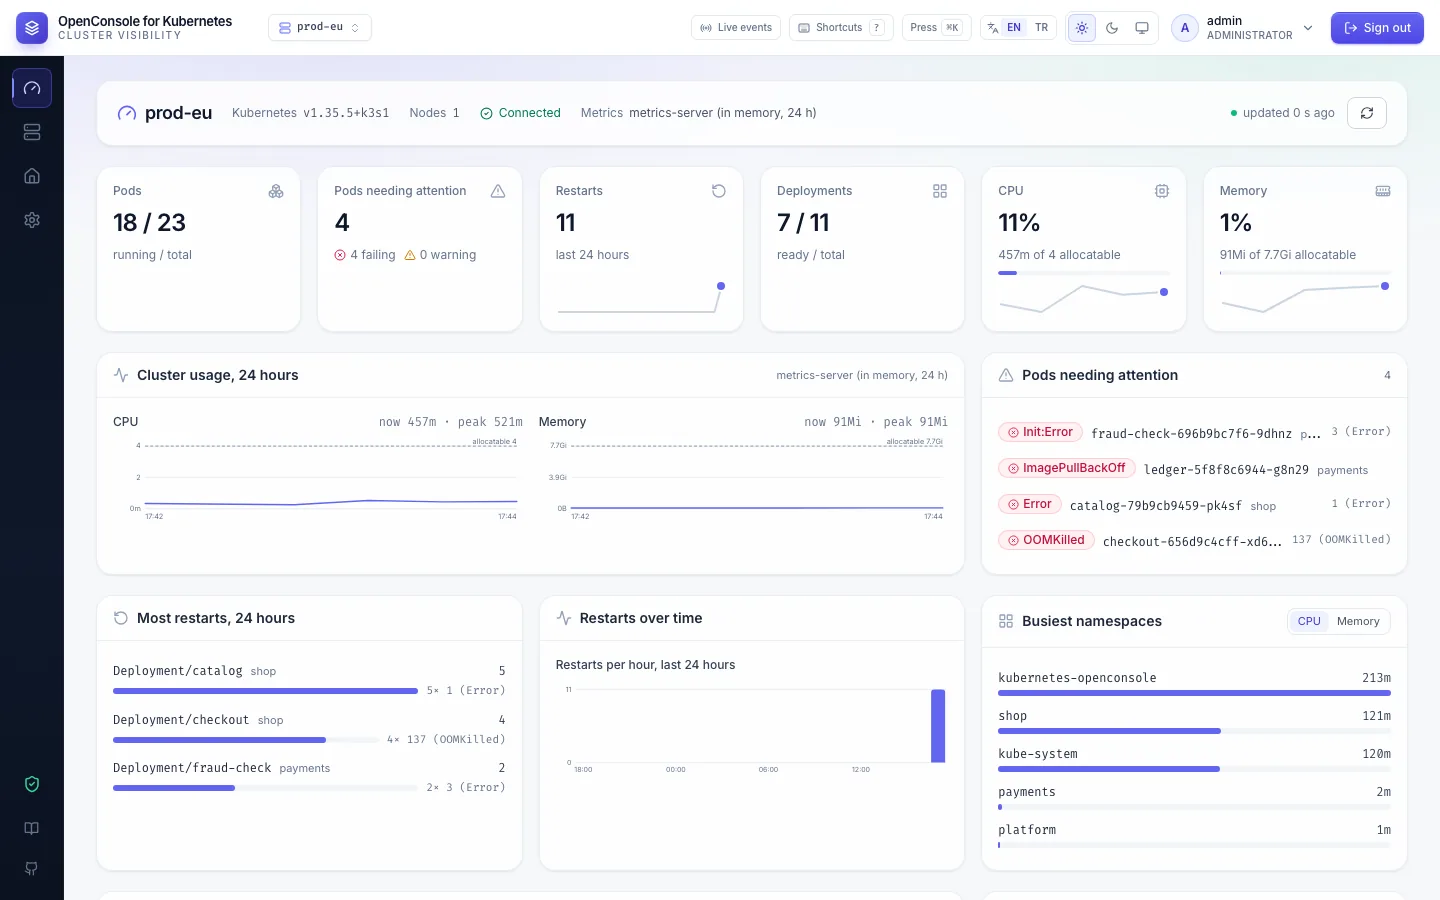 OpenConsole for Kubernetes
CLUSTER VISIBILITY
prod-eu
Live events
Shortcuts ?
Press ⌘K
EN TR
A
admin
ADMINISTRATOR
Sign out
prod-eu
Kubernetes v1.35.5+k3s1
Nodes 1
Connected
Metrics metrics-server (in memory, 24 h)
updated 0 s ago
Pods
18 / 23
running / total
Pods needing attention
4
4 failing 0 warning
Restarts
11
last 24 hours
Deployments
7 / 11
ready / total
CPU
11%
457m of 4 allocatable
Memory
1%
91Mi of 7.7Gi allocatable
Cluster usage, 24 hours
metrics-server (in memory, 24 h)
CPU
now 457m · peak 521m
allocatable 4
4
2
0m
17:42
17:44
Memory
now 91Mi · peak 91Mi
allocatable 7.7Gi
7.7Gi
3.9Gi
0B
17:42
17:44
Pods needing attention
4
Init:Error fraud-check-696b9bc7f6-9dhnz p... 3 (Error)
ImagePullBackOff ledger-5f8f8c6944-g8n29 payments
Error catalog-79b9cb9459-pk4sf shop 1 (Error)
OOMKilled checkout-656d9c4cff-xd6... 137 (OOMKilled)
Most restarts, 24 hours
Deployment/catalog shop 5
5× 1 (Error)
Deployment/checkout shop 4
4× 137 (OOMKilled)
Deployment/fraud-check payments 2
2× 3 (Error)
Restarts over time
Restarts per hour, last 24 hours
11
0
18:00
00:00
06:00
12:00
Busiest namespaces
CPU Memory
kubernetes-openconsole 213m
shop 121m
kube-system 120m
payments 2m
platform 1m